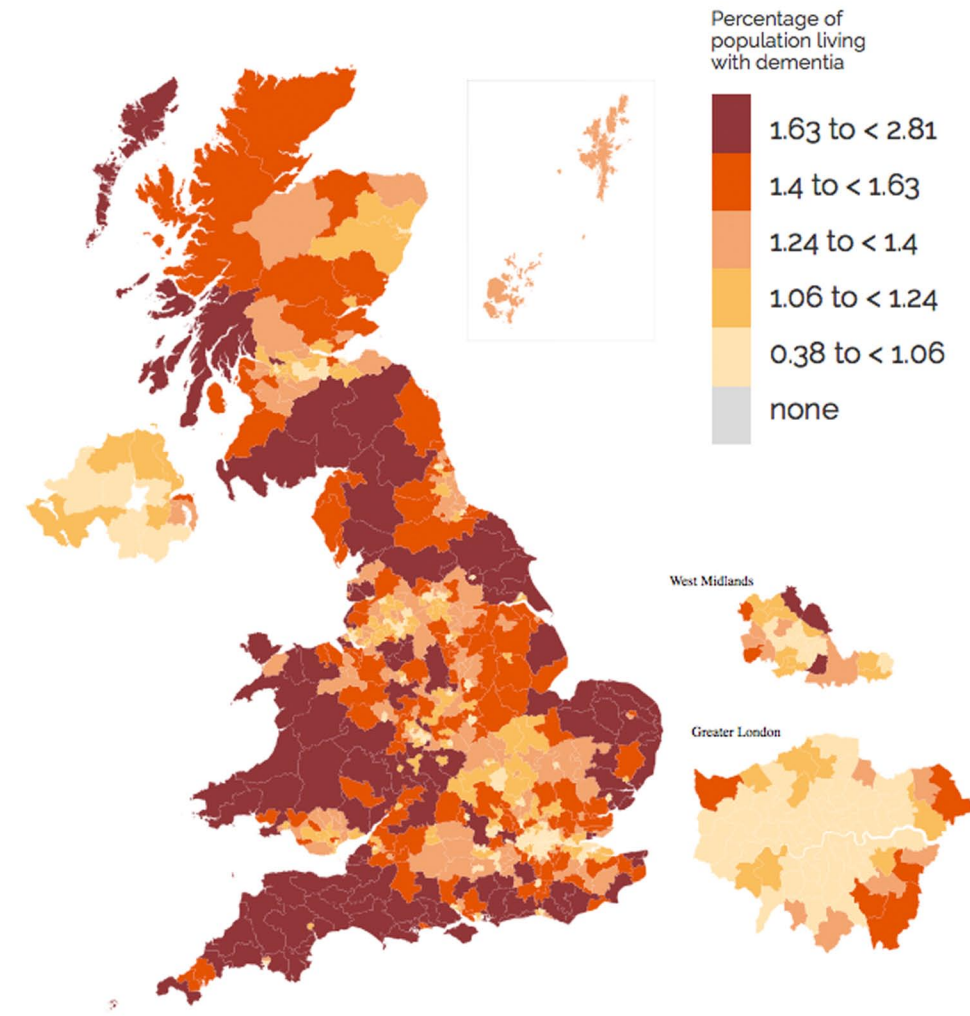 Percentage of
population living
with dementia
1.63 to < 2.81
1.4 to < 1.63
1.24 to < 1.4
1.06 to < 1.24
0.38 to < 1.06
none
West Midlands
Greater London